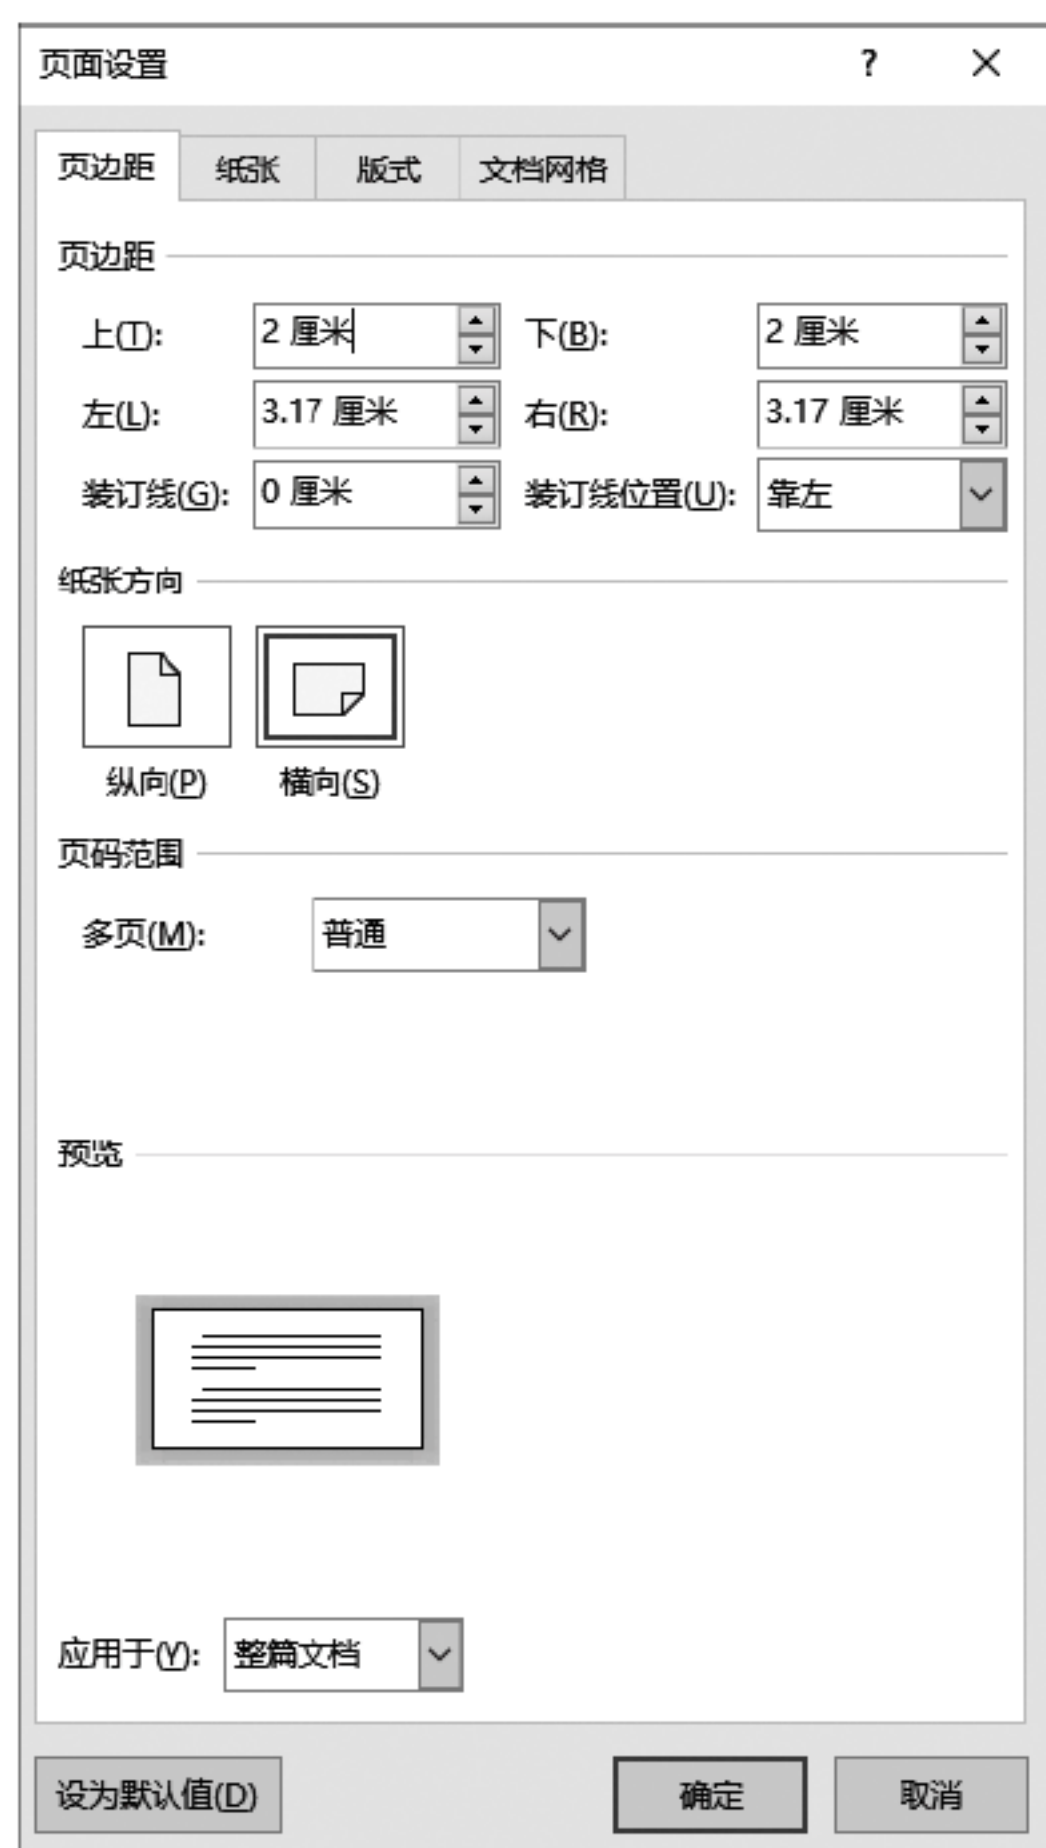 页面设置 ? ×
页边距 纸张 版式 文档网格
页边距
上(T): 2 厘米 下(B): 2 厘米
左(L): 3.17 厘米 右(R): 3.17 厘米
装订线(G): 0 厘米 装订线位置(U): 靠左
纸张方向
纵向(P) 横向(S)
页码范围
多页(M): 普通
预览
应用于(Y): 整篇文档
设为默认值(D) 确定 取消